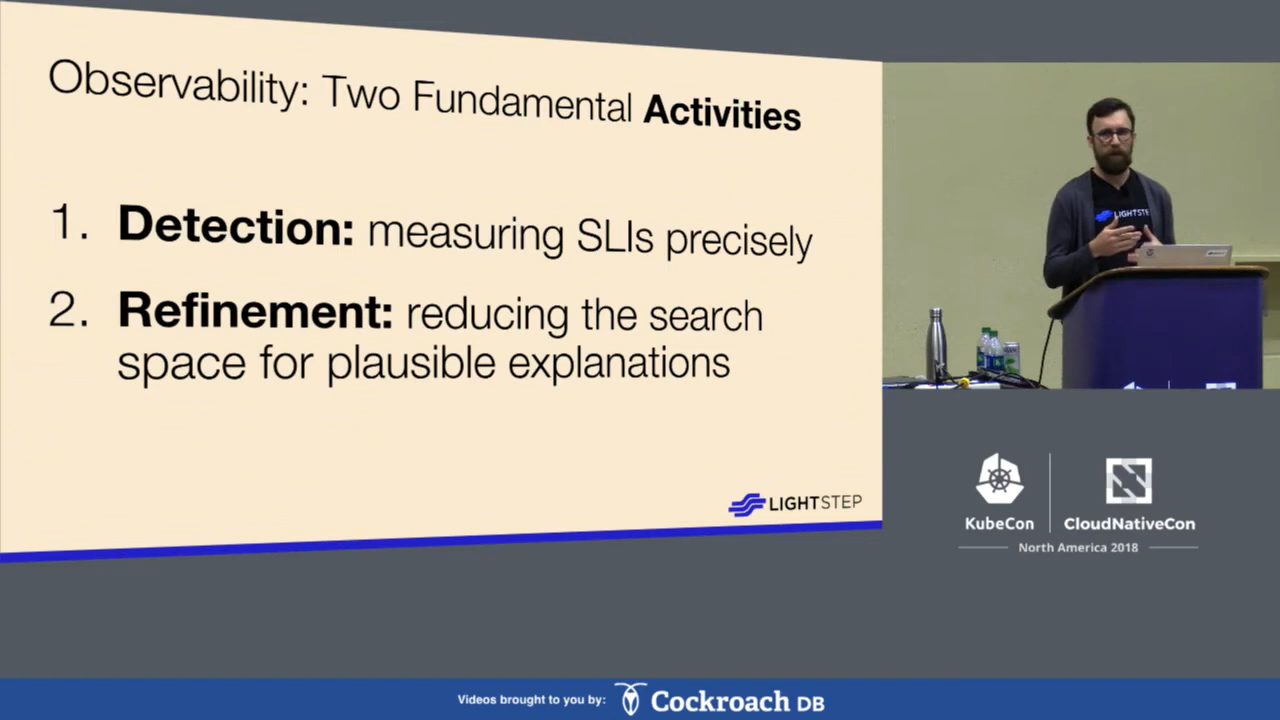 Observability: Two Fundamental Activities
1. Detection: measuring SLIs precisely
2. Refinement: reducing the search
space for plausible explanations
LIGHTSTEP
LIGHTSTEP
KubeCon
CloudNativeCon
North America 2018
Videos brought to you by: Cockroach DB